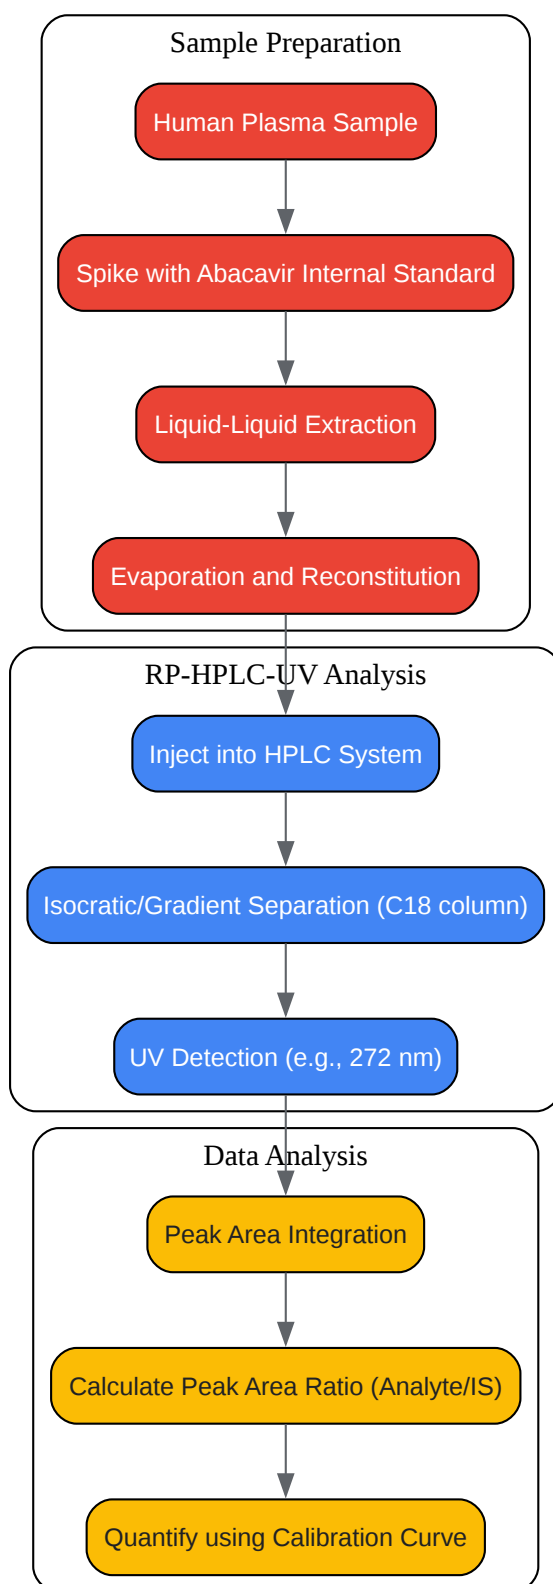 Sample Preparation
Human Plasma Sample
Spike with Abacavir Internal Standard
Liquid-Liquid Extraction
Evaporation and Reconstitution
RP-HPLC-UV Analysis
Inject into HPLC System
Isocratic/Gradient Separation (C18 column)
UV Detection (e.g., 272 nm)
Data Analysis
Peak Area Integration
Calculate Peak Area Ratio (Analyte/IS)
Quantify using Calibration Curve